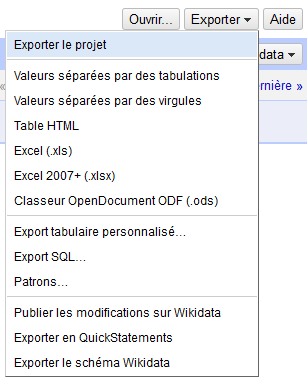 Ouvrir... Exporter Aide
Exporter le projet
data
Valeurs séparées par des tabulations
Valeurs séparées par des virgules
ernière »
Table HTML
Excel (.xls)
Excel 2007+ (.xlsx)
Classeur OpenDocument ODF (.ods)
Export tabulaire personnalisé...
Export SQL...
Patrons...
Publier les modifications sur Wikidata
Exporter en QuickStatements
Exporter le schéma Wikidata